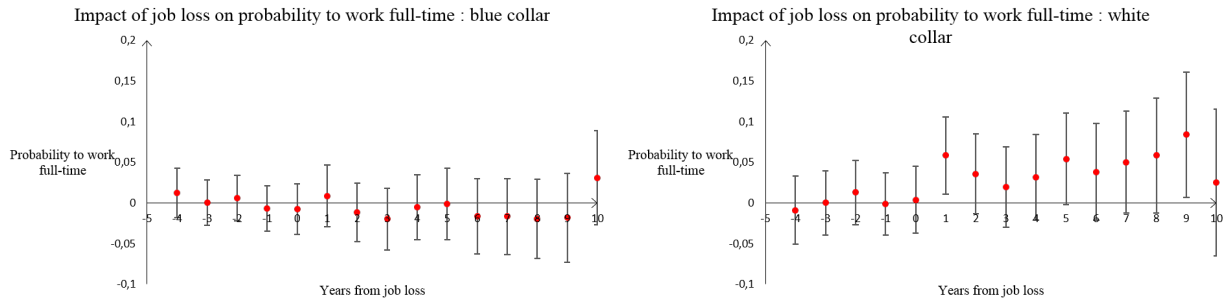 Impact of job loss on probability to work full-time : blue collar
0,2
0,15
0,1
0,05
0
-0,05
-0,1
Probability to work
full-time
-5 -4 -3 -2 -1 0 1 2 3 4 5 6 7 8 9 10
Years from job loss
Impact of job loss on probability to work full-time : white
collar
0,2
0,15
0,1
0,05
0
-0,05
-0,1
Probability to work
full-time
-5 -4 -3 -2 -1 0 1 2 3 4 5 6 7 8 9 10
Years from job loss